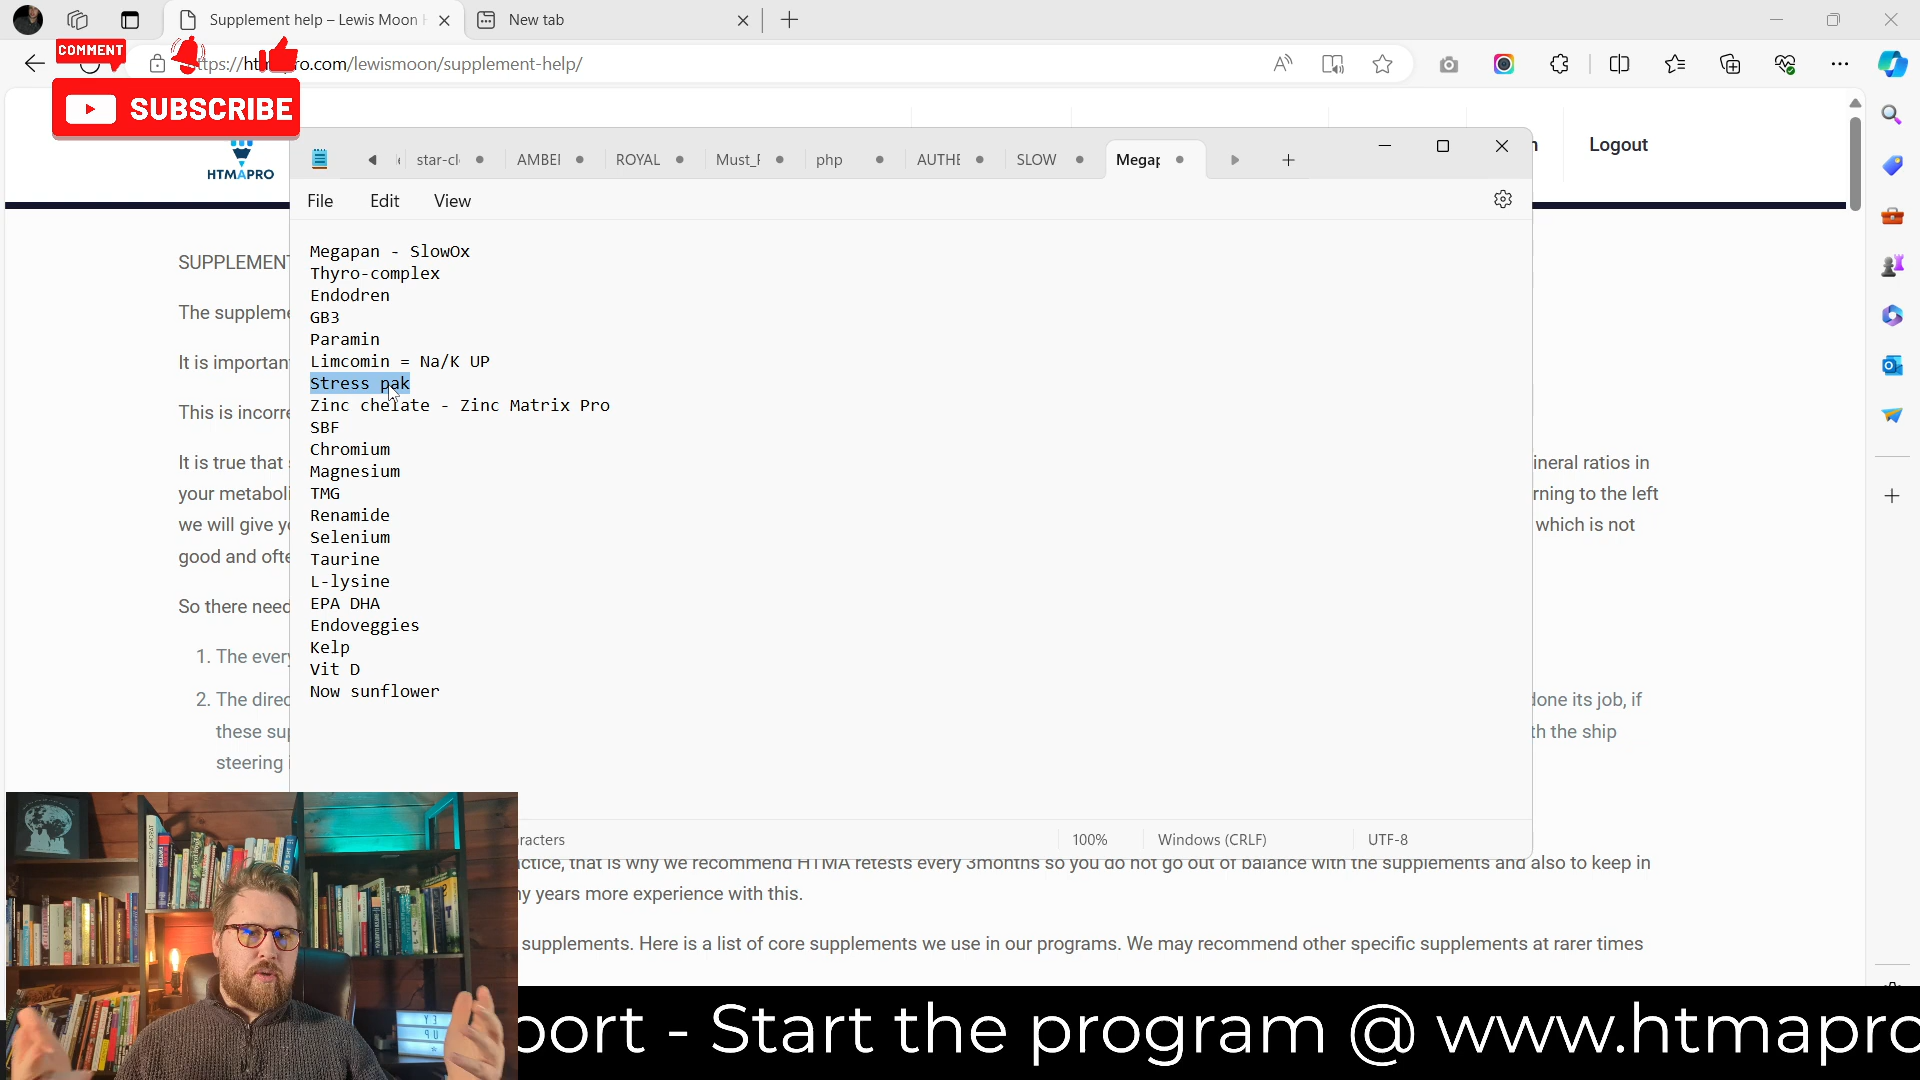 Supplement help – Lewis Moon
New tab
COMMENT
SUBSCRIBE
ro.com/lewismoon/supplement-help/
HTMAPRO
Logout
star-cl
AMBEI
ROYAL
Must_
php
AUTHE
SLOW
Megap
File
Edit
View
Megapan - SlowOx
Thyro-complex
Endodren
GB3
Paramin
Limcomin = Na/K UP
Stress pak
Zinc chelate - Zinc Matrix Pro
SBF
Chromium
Magnesium
TMG
Renamide
Selenium
Taurine
L-lysine
EPA DHA
Endoveggies
Kelp
Vit D
Now sunflower
SUPPLEMENT
The suppleme
It is importan
This is incorre
It is true that
ineral ratios in
your metaboli
rning to the left
we will give y
which is not
good and ofte
So there need
1. The every
2. The direc
done its job, if
these su
th the ship
steering i
racters
100%
Windows (CRLF)
UTF-8
actice, that is why we recommend HTMA retests every 3months so you do not go out of balance with the supplements and also to keep in
y years more experience with this.
supplements. Here is a list of core supplements we use in our programs. We may recommend other specific supplements at rarer times
port - Start the program @ www.htmapro